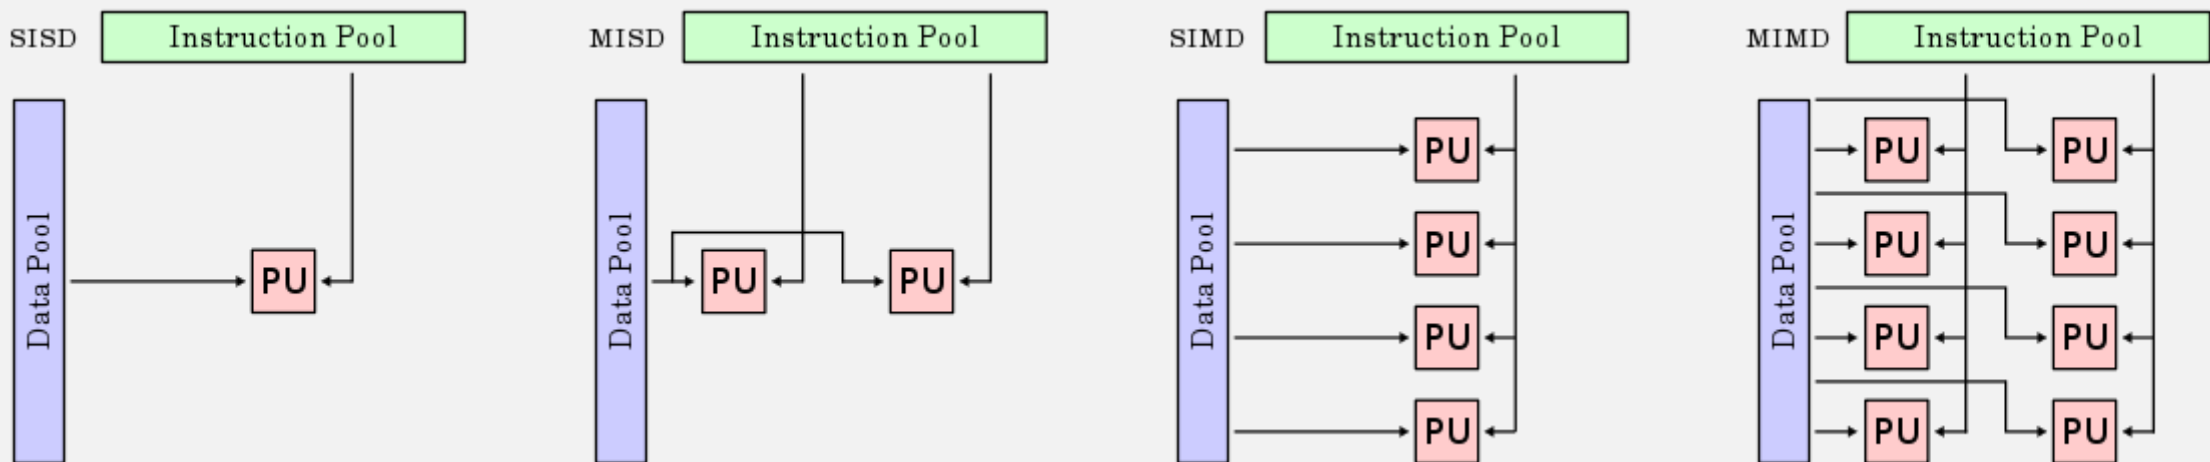 SISD
Instruction Pool
Data Pool
PU
MISD
Instruction Pool
Data Pool
PU
PU
SIMD
Instruction Pool
Data Pool
PU
PU
PU
PU
MIMD
Instruction Pool
Data Pool
PU
PU
PU
PU
PU
PU
PU
PU